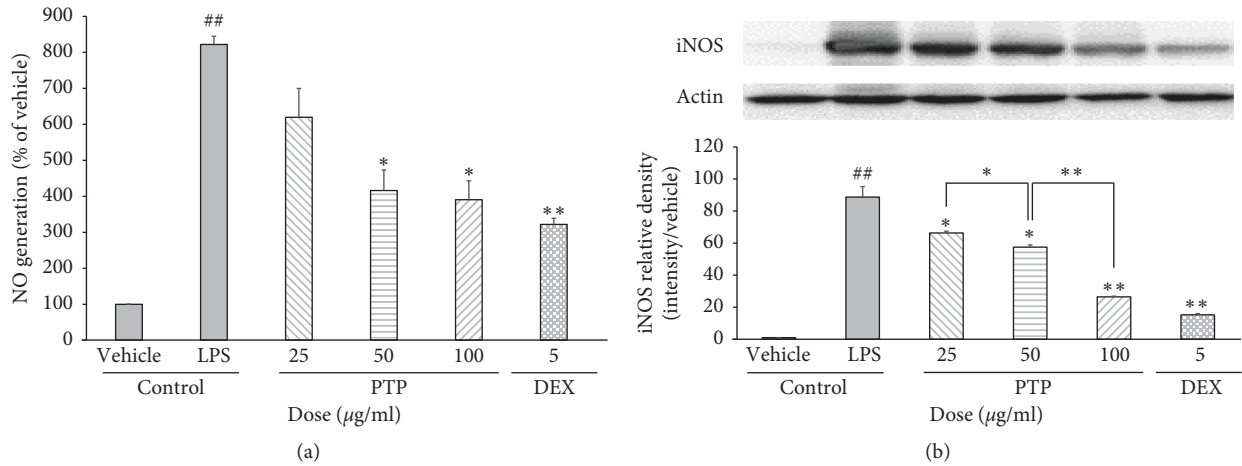 900
800
700
600
500
400
300
200
100
0
NO generation (% of vehicle)
##
*
*
**
Vehicle LPS 25 50 100 5
Control PTP DEX
Dose (μg/ml)
(a)
iNOS
Actin
120
100
80
60
40
20
0
iNOS relative density
(intensity/vehicle)
##
* **
*
*
**
**
Vehicle LPS 25 50 100 5
Control PTP DEX
Dose (μg/ml)
(b)